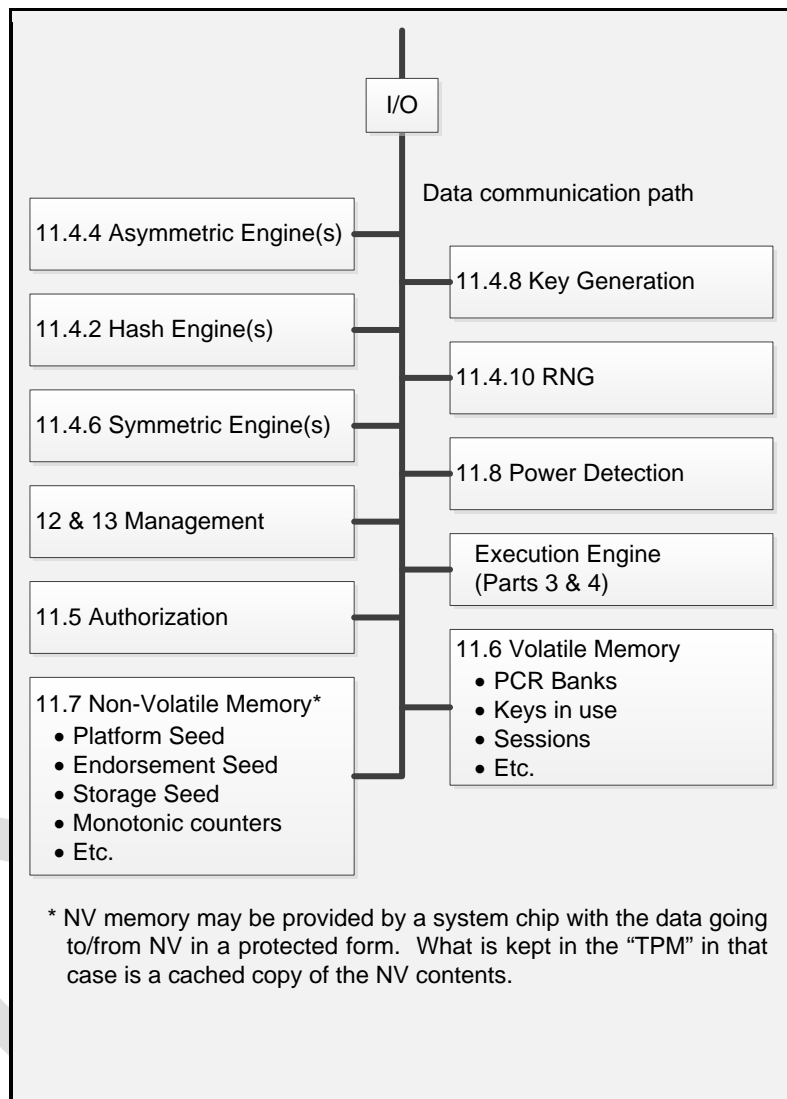 I/O
Data communication path
11.4.4 Asymmetric Engine(s)
11.4.8 Key Generation
11.4.2 Hash Engine(s)
11.4.10 RNG
11.4.6 Symmetric Engine(s)
11.8 Power Detection
12 & 13 Management
Execution Engine
(Parts 3 & 4)
11.5 Authorization
11.6 Volatile Memory
• PCR Banks
• Keys in use
• Sessions
• Etc.
11.7 Non-Volatile Memory*
• Platform Seed
• Endorsement Seed
• Storage Seed
• Monotonic counters
• Etc.
* NV memory may be provided by a system chip with the data going
to/from NV in a protected form. What is kept in the “TPM” in that
case is a cached copy of the NV contents.